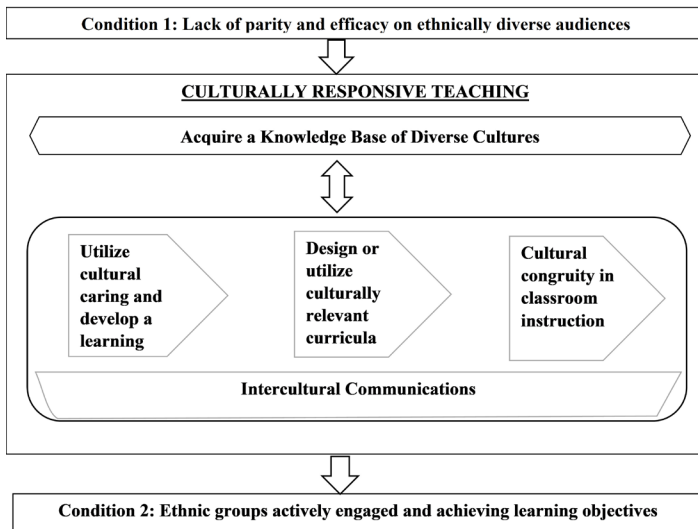 Condition 1: Lack of parity and efficacy on ethnically diverse audiences
CULTURALLY RESPONSIVE TEACHING
Acquire a Knowledge Base of Diverse Cultures
Utilize
cultural
caring and
develop a
learning
Design or
utilize
culturally
relevant
curricula
Cultural
congruity in
classroom
instruction
Intercultural Communications
Condition 2: Ethnic groups actively engaged and achieving learning objectives